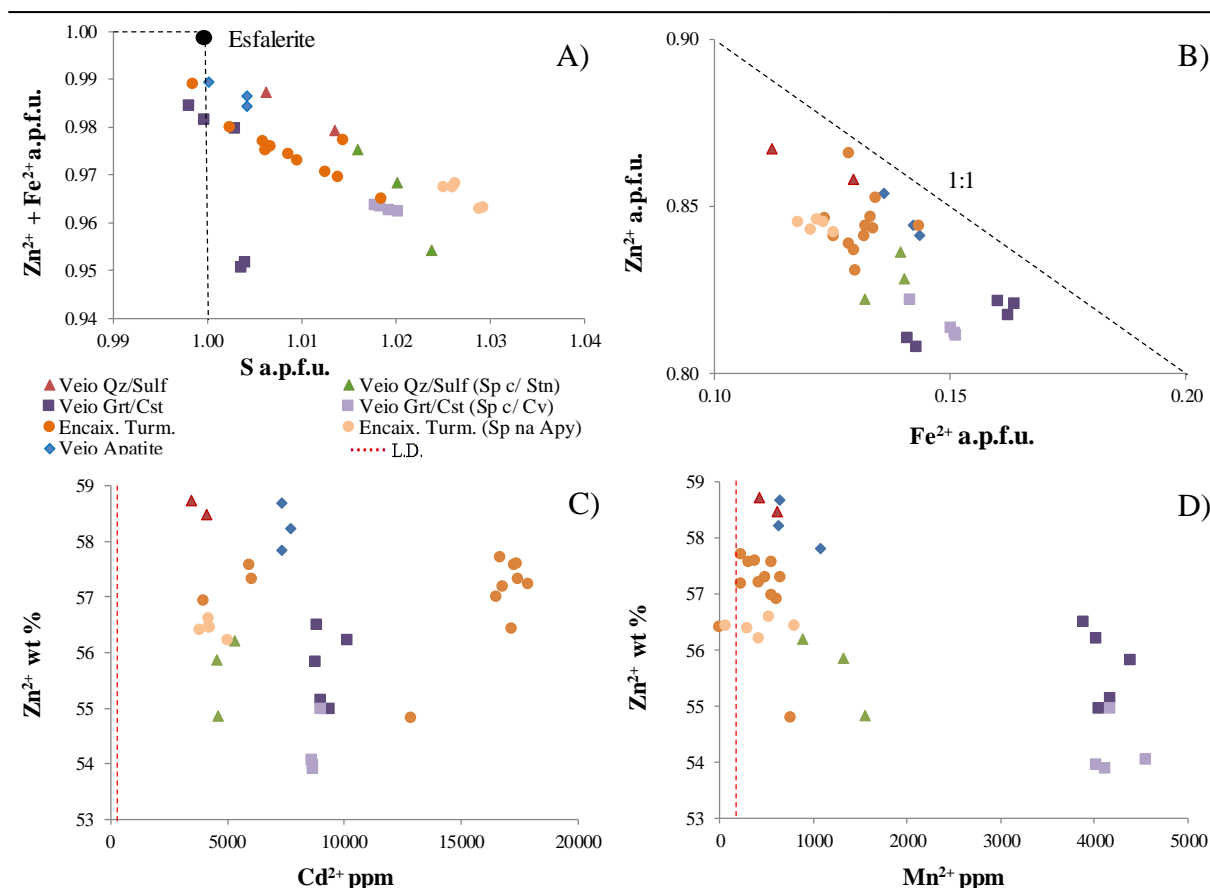 A)
Esfalerite
1.00
0.99
0.98
0.97
0.96
0.95
0.94
Zn²⁺ + Fe²⁺ a.p.f.u.
0.99 1.00 1.01 1.02 1.03 1.04
S a.p.f.u.
B)
0.90
0.85
0.80
Zn²⁺ a.p.f.u.
1:1
0.10 0.15 0.20
Fe²⁺ a.p.f.u.
Veio Qz/Sulf
Veio Qz/Sulf (Sp c/ Stn)
Veio Grt/Cst
Veio Grt/Cst (Sp c/ Cv)
Encaix. Turm.
Encaix. Turm. (Sp na Apy)
Veio Apatite
L.D.
C)
59
58
57
56
55
54
53
Zn²⁺ wt %
0 5000 10000 15000 20000
Cd²⁺ ppm
D)
59
58
57
56
55
54
53
Zn²⁺ wt %
0 1000 2000 3000 4000 5000
Mn²⁺ ppm